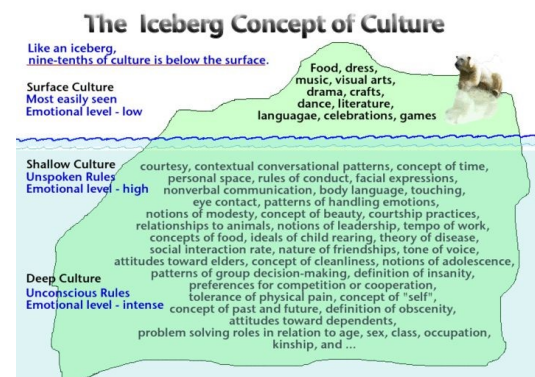 The Iceberg Concept of Culture
Like an iceberg,
nine-tenths of culture is below the surface.
Surface Culture
Most easily seen
Emotional level - low
Food, dress,
music, visual arts,
drama, crafts,
dance, literature,
languagae, celebrations, games
Shallow Culture
Unspoken Rules
Emotional level - high
courtesy, contextual conversational patterns, concept of time,
personal space, rules of conduct, facial expressions,
nonverbal communication, body language, touching,
eye contact, patterns of handling emotions,
notions of modesty, concept of beauty, courtship practices,
relationships to animals, notions of leadership, tempo of work,
concepts of food, ideals of child rearing, theory of disease,
social interaction rate, nature of friendships, tone of voice,
attitudes toward elders, concept of cleanliness, notions of adolescence,
patterns of group decision-making, definition of insanity,
preferences for competition or cooperation,
tolerance of physical pain, concept of "self",
concept of past and future, definition of obscenity,
attitudes toward dependents,
problem solving roles in relation to age, sex, class, occupation,
kinship, and ...
Deep Culture
Unconscious Rules
Emotional level - intense